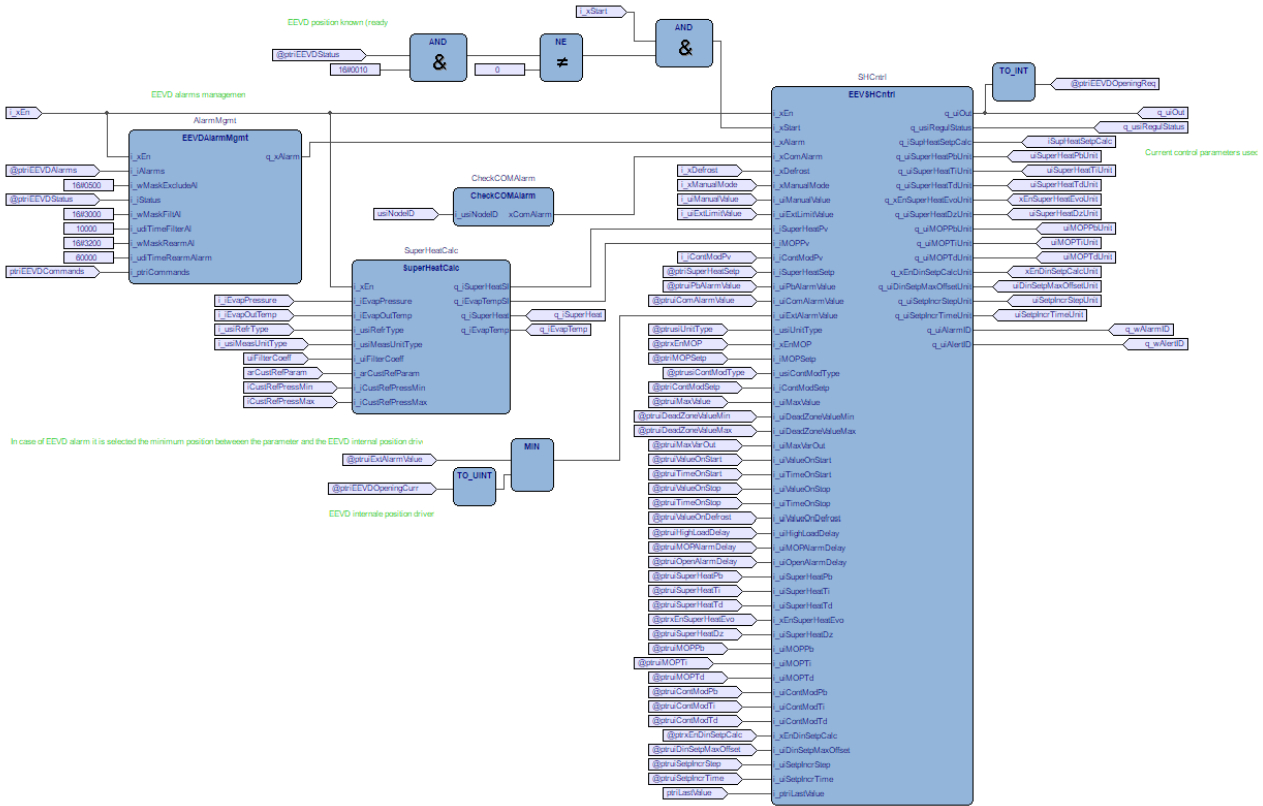 i_xStart
EEVD position known (ready
AND
&
NE
≠
AND
&
@ptriEEVDStatus
16#0010
0
TO_INT
@ptriEEVDOpeningReq
EEVD alarms managemen
i_xEn
AlarmMgmt
EEVDAlarmMgmt
i_xEn
q_xAlarm
@ptriEEVDAlarms
i_iAlarms
16#0500
i_wMaskExcludeAl
@ptriEEVDStatus
i_iStatus
16#3000
i_wMaskFiltAl
10000
i_udiTimeFilterAl
16#3200
i_wMaskRearmAl
60000
i_udiTimeRearmAlarm
ptriEEVDCommands
i_ptriCommands
CheckCOMAlarm
CheckCOMAlarm
usiNodeID
i_usiNodeID
xComAlarm
SuperHeatCalc
SuperHeatCalc
i_xEn
q_iSuperHeatSI
i_iEvapPressure
i_iEvapPressure
q_iEvapTempSI
i_iEvapOutTemp
i_iEvapOutTemp
q_iSuperHeat
q_iSuperHeat
i_usiRefrType
i_usiRefrType
q_iEvapTemp
q_iEvapTemp
i_usiMeasUnitType
i_usiMeasUnitType
uiFilterCoeff
i_uiFilterCoeff
arCustRefParam
i_arCustRefParam
iCustRefPressMin
i_iCustRefPressMin
iCustRefPressMax
i_iCustRefPressMax
In case of EEVD alarm it is selected the minimum position betweeen the parameter and the EEVD internal position driv
MIN
@ptruiExtAlarmValue
TO_UINT
@ptriEEVDOpeningCurr
EEVD internale position driver
SHCntrl
EEVSHCntrl
i_xEn
q_uiOut
q_uiOut
i_xStart
q_usiRegulStatus
q_usiRegulStatus
i_xAlarm
q_iSupHeatSetpCalc
iSupHeatSetpCalc
Current control parameters used
i_xComAlarm
q_uiSuperHeatPbUnit
uiSuperHeatPbUnit
i_xDefrost
i_xDefrost
q_uiSuperHeatTiUnit
uiSuperHeatTiUnit
i_xManualMode
i_xManualMode
q_uiSuperHeatTdUnit
uiSuperHeatTdUnit
i_uiManualValue
i_uiManualValue
q_xEnSuperHeatEvoUnit
xEnSuperHeatEvoUnit
i_uiExtLimitValue
i_uiExtLimitValue
q_uiSuperHeatDzUnit
uiSuperHeatDzUnit
i_iSuperHeatPv
q_uiMOPPbUnit
uiMOPPbUnit
i_iMOPPv
q_uiMOPTiUnit
uiMOPTiUnit
i_iContModPv
i_iContModPv
q_uiMOPTdUnit
uiMOPTdUnit
@ptriSuperHeatSetp
i_iSuperHeatSetp
q_xEnDinSetpCalcUnit
xEnDinSetpCalcUnit
@ptruiPbAlarmValue
i_uiPbAlarmValue
q_uiDinSetpMaxOffsetUnit
uiDinSetpMaxOffsetUnit
@ptruiComAlarmValue
i_uiComAlarmValue
q_uiSetpIncrStepUnit
uiSetpIncrStepUnit
i_uiExtAlarmValue
q_uiSetpIncrTimeUnit
uiSetpIncrTimeUnit
@ptrusiUnitType
i_usiUnitType
q_uiAlarmID
q_wAlarmID
@ptrxEnMOP
i_xEnMOP
q_uiAlertID
q_wAlertID
@ptriMOPSetp
i_iMOPSetp
@ptrusiContModType
i_usiContModType
@ptriContModSetp
i_iContModSetp
@ptruiMaxValue
i_uiMaxValue
@ptruiDeadZoneValueMin
i_uiDeadZoneValueMin
@ptruiDeadZoneValueMax
i_uiDeadZoneValueMax
@ptruiMaxVarOut
i_uiMaxVarOut
@ptruiValueOnStart
i_uiValueOnStart
@ptruiTimeOnStart
i_uiTimeOnStart
@ptruiValueOnStop
i_uiValueOnStop
@ptruiTimeOnStop
i_uiTimeOnStop
@ptruiValueOnDefrost
i_uiValueOnDefrost
@ptruiHighLoadDelay
i_uiHighLoadDelay
@ptruiMOPAlarmDelay
i_uiMOPAlarmDelay
@ptruiOpenAlarmDelay
i_uiOpenAlarmDelay
@ptruiSuperHeatPb
i_uiSuperHeatPb
@ptruiSuperHeatTi
i_uiSuperHeatTi
@ptruiSuperHeatTd
i_uiSuperHeatTd
@ptrxEnSuperHeatEvo
i_xEnSuperHeatEvo
@ptruiSuperHeatDz
i_uiSuperHeatDz
@ptruiMOPPb
i_uiMOPPb
@ptruiMOPTi
i_uiMOPTi
@ptruiMOPTd
i_uiMOPTd
@ptruiContModPb
i_uiContModPb
@ptruiContModTi
i_uiContModTi
@ptruiContModTd
i_uiContModTd
@ptrxEnDinSetpCalc
i_xEnDinSetpCalc
@ptruiDinSetpMaxOffset
i_uiDinSetpMaxOffset
@ptruiSetpIncrStep
i_uiSetpIncrStep
@ptruiSetpIncrTime
i_uiSetpIncrTime
ptriLastValue
i_ptriLastValue